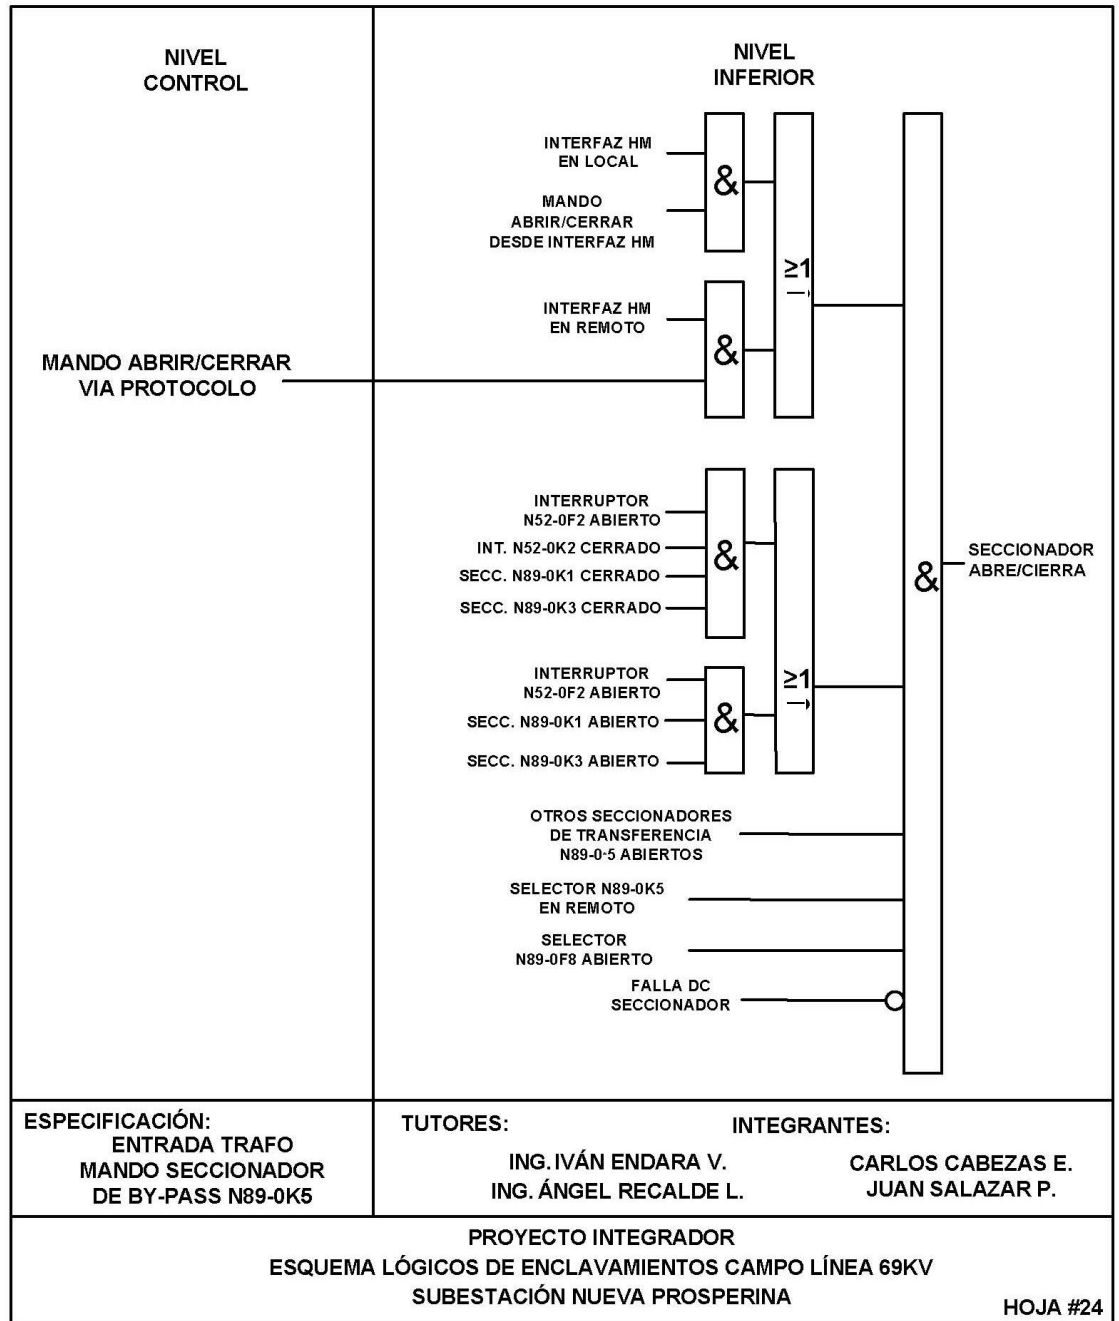 NIVEL
CONTROL
NIVEL
INFERIOR
INTERFAZ HM
EN LOCAL
&
MANDO
ABRIR/CERRAR
DESDE INTERFAZ HM
≥1
INTERFAZ HM
EN REMOTO
&
MANDO ABRIR/CERRAR
VIA PROTOCOLO
INTERRUPTOR
N52-0F2 ABIERTO
INT. N52-0K2 CERRADO
SECC. N89-0K1 CERRADO
SECC. N89-0K3 CERRADO
&
&
SECCIONADOR
ABRE/CIERRA
INTERRUPTOR
N52-0F2 ABIERTO
SECC. N89-0K1 ABIERTO
SECC. N89-0K3 ABIERTO
&
≥1
OTROS SECCIONADORES
DE TRANSFERENCIA
N89-0-5 ABIERTOS
SELECTOR N89-0K5
EN REMOTO
SELECTOR
N89-0F8 ABIERTO
FALLA DC
SECCIONADOR
ESPECIFICACIÓN:
ENTRADA TRAFO
MANDO SECCIONADOR
DE BY-PASS N89-0K5
TUTORES:
ING. IVÁN ENDARA V.
ING. ÁNGEL RECALDE L.
INTEGRANTES:
CARLOS CABEZAS E.
JUAN SALAZAR P.
PROYECTO INTEGRADOR
ESQUEMA LÓGICOS DE ENCLAVAMIENTOS CAMPO LÍNEA 69KV
SUBESTACIÓN NUEVA PROSPERINA
HOJA #24